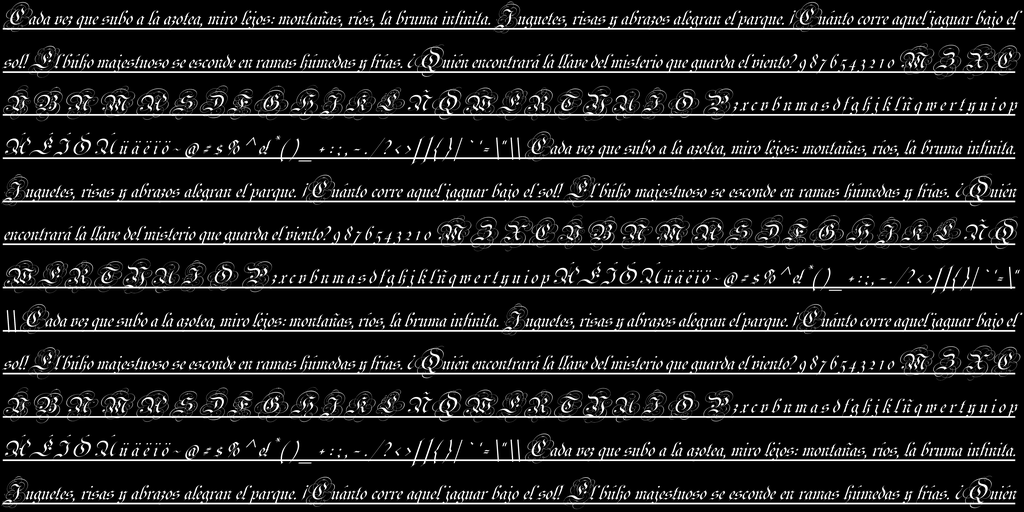 Cada vez que subo a la azotea, miro lejos: montañas, ríos, la bruma infinita. Juguetes, risas y abrazos alegran el parque. ¡Cuánto corre aquel jaguar bajo el
sol! El búho majestuoso se esconde en ramas húmedas y frías. ¿Quién encontrará la llave del misterio que guarda el viento? 9 8 7 6 5 4 3 2 1 0 M Z X C
V B N M A S D F G H J K L Ñ Q W E R T Y U I O P z x c v b n m a s d f g h j k l ñ q w e r t y u i o p
Á É Í Ó Ú ü ä ë ï ö ~ @ # $ % ^ & * ( ) _ + : ; , - . / ? < > [ ] { } | ` ' = \" \\ Cada vez que subo a la azotea, miro lejos: montañas, ríos, la bruma infinita.
Juguetes, risas y abrazos alegran el parque. ¡Cuánto corre aquel jaguar bajo el sol! El búho majestuoso se esconde en ramas húmedas y frías. ¿Quién
encontrará la llave del misterio que guarda el viento? 9 8 7 6 5 4 3 2 1 0 M Z X C V B N M A S D F G H J K L Ñ Q
W E R T Y U I O P z x c v b n m a s d f g h j k l ñ q w e r t y u i o p Á É Í Ó Ú ü ä ë ï ö ~ @ # $ % ^ & * ( ) _ + : ; , - . / ? < > [ ] { } | ` ' = \"
\\ Cada vez que subo a la azotea, miro lejos: montañas, ríos, la bruma infinita. Juguetes, risas y abrazos alegran el parque. ¡Cuánto corre aquel jaguar bajo el
sol! El búho majestuoso se esconde en ramas húmedas y frías. ¿Quién encontrará la llave del misterio que guarda el viento? 9 8 7 6 5 4 3 2 1 0 M Z X C
V B N M A S D F G H J K L Ñ Q W E R T Y U I O P z x c v b n m a s d f g h j k l ñ q w e r t y u i o p
Á É Í Ó Ú ü ä ë ï ö ~ @ # $ % ^ & * ( ) _ + : ; , - . / ? < > [ ] { } | ` ' = \" \\ Cada vez que subo a la azotea, miro lejos: montañas, ríos, la bruma infinita.
Juguetes, risas y abrazos alegran el parque. ¡Cuánto corre aquel jaguar bajo el sol! El búho majestuoso se esconde en ramas húmedas y frías. ¿Quién